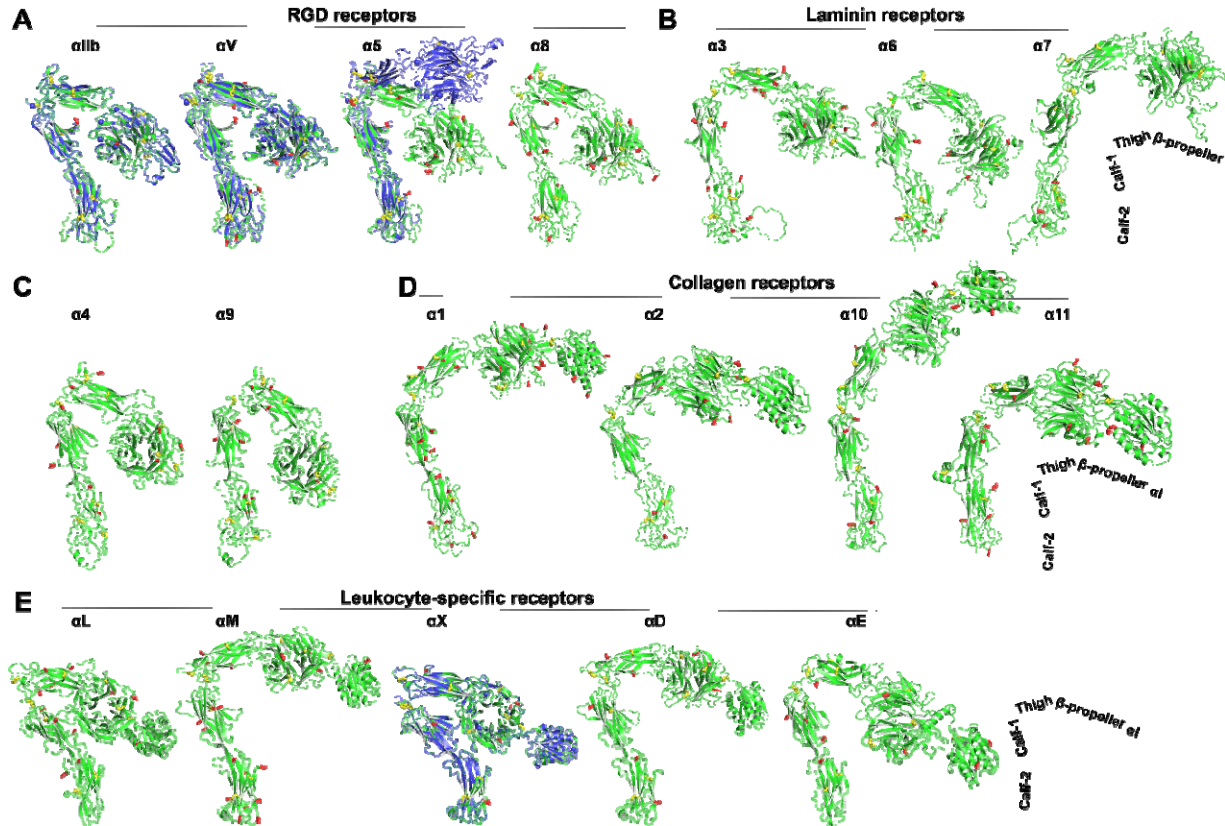 A
RGD receptors
αIIb
αV
α5
α8
B
Laminin receptors
α3
α6
α7
Thigh β-propeller
Calf-1
Calf-2
C
α4
α9
D
Collagen receptors
α1
α2
α10
α11
Thigh β-propeller αI
Calf-1
Calf-2
E
Leukocyte-specific receptors
αL
αM
αX
αD
αE
Thigh β-propeller αI
Calf-1
Calf-2